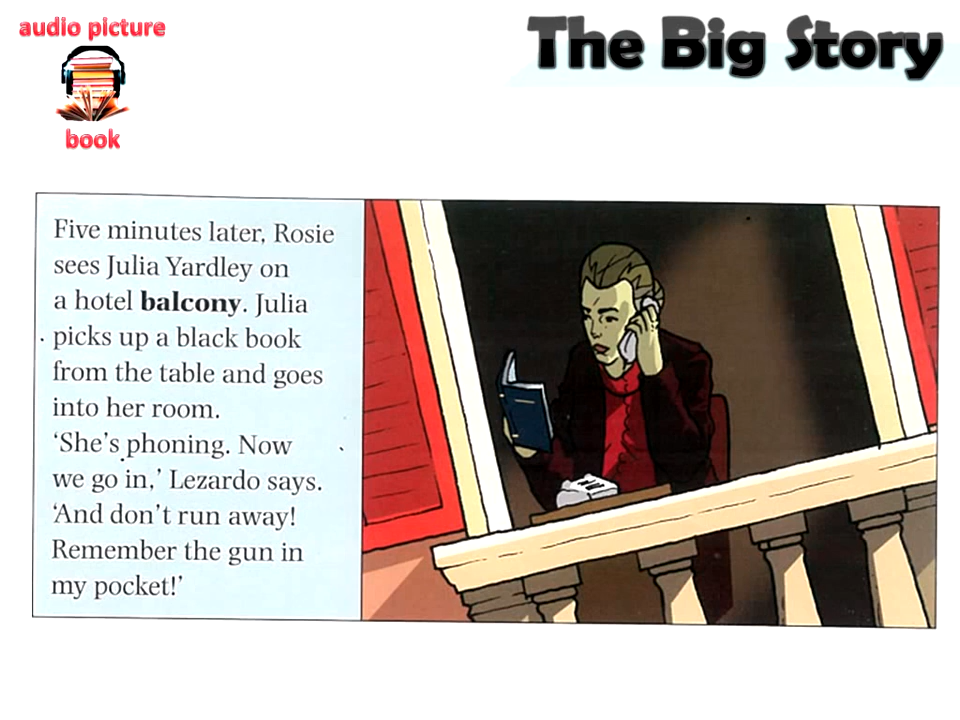 audio picture
book
The Big Story
Five minutes later, Rosie
sees Julia Yardley on
a hotel balcony. Julia
picks up a black book
from the table and goes
into her room.
‘She’s phoning. Now
we go in,’ Lezardo says.
‘And don’t run away!
Remember the gun in
my pocket!’